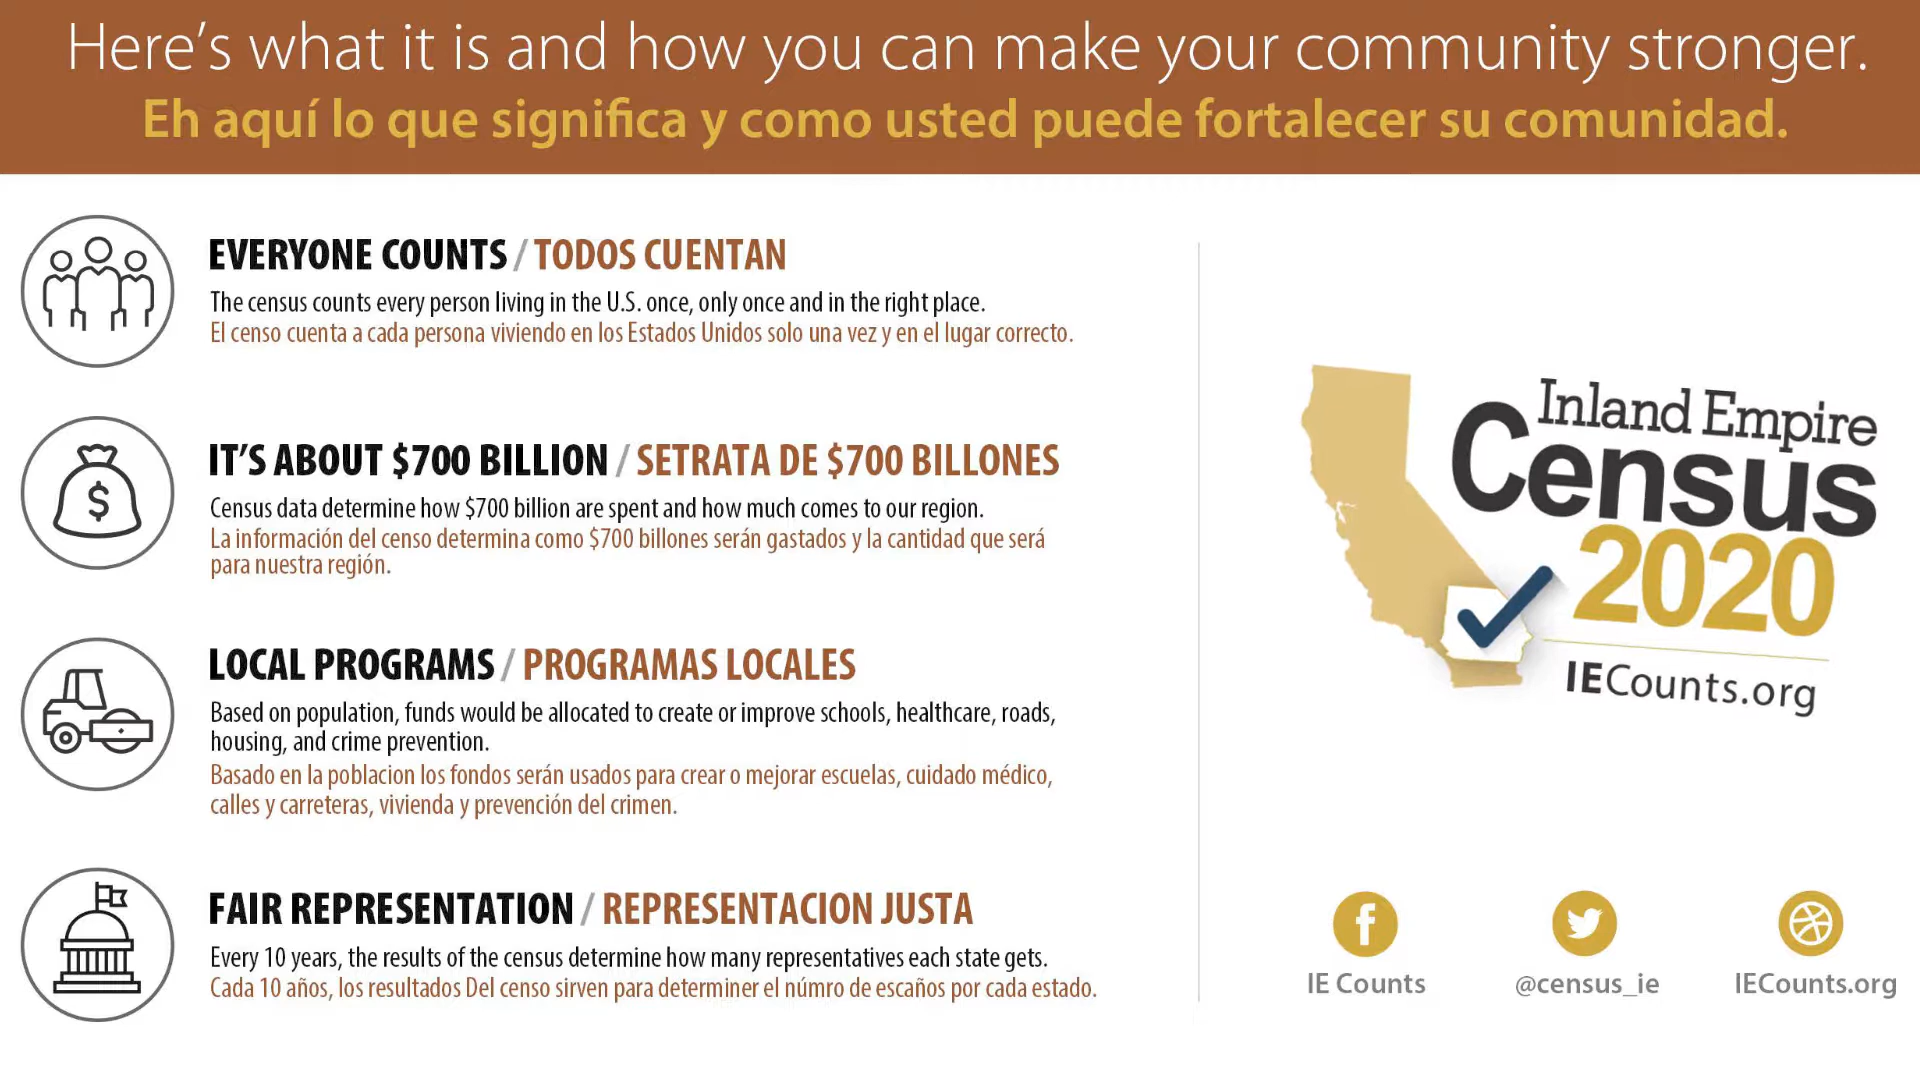 Here's what it is and how you can make your community stronger.
Eh aquí lo que significa y como usted puede fortalecer su comunidad.
EVERYONE COUNTS / TODOS CUENTAN
The census counts every person living in the U.S. once, only once and in the right place.
El censo cuenta a cada persona viviendo en los Estados Unidos solo una vez y en el lugar correcto.
IT'S ABOUT $700 BILLION / SETRATA DE $700 BILLONES
Census data determine how $700 billion are spent and how much comes to our region.
La información del censo determina como $700 billones serán gastados y la cantidad que será
para nuestra región.
LOCAL PROGRAMS / PROGRAMAS LOCALES
Based on population, funds would be allocated to create or improve schools, healthcare, roads,
housing, and crime prevention.
Basado en la poblacion los fondos serán usados para crear o mejorar escuelas, cuidado médico,
calles y carreteras, vivienda y prevención del crimen.
FAIR REPRESENTATION / REPRESENTACION JUSTA
Every 10 years, the results of the census determine how many representatives each state gets.
Cada 10 años, los resultados Del censo sirven para determiner el númro de escaños por cada estado.
Inland Empire
Census
2020
IECounts.org
IE Counts
@census_ie
IECounts.org